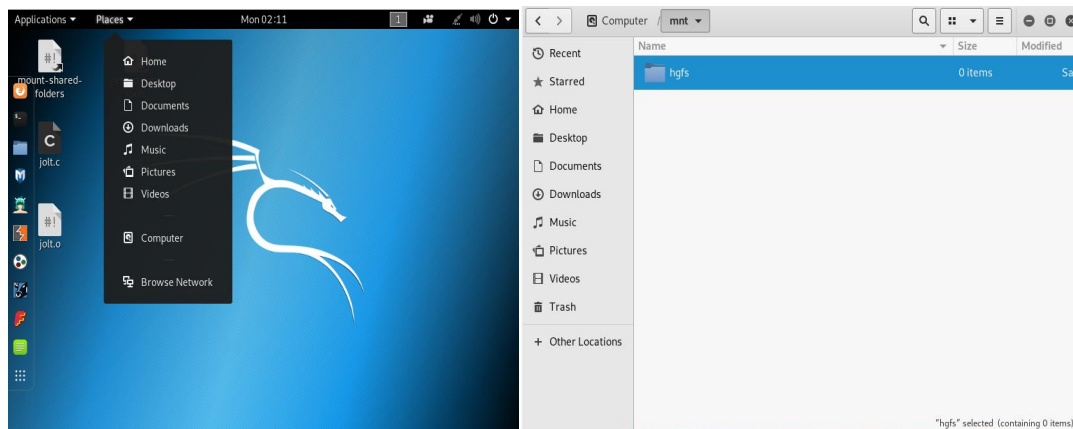 Applications Places Mon 02:11 1
mount-shared-
folders
jolt.c
jolt.o
Home
Desktop
Documents
Downloads
Music
Pictures
Videos
Computer
Browse Network
Computer / mnt
Recent
Starred
Home
Desktop
Documents
Downloads
Music
Pictures
Videos
Trash
+ Other Locations
Name Size Modified
hgfs 0 items Sa
"hgfs" selected (containing 0 items)